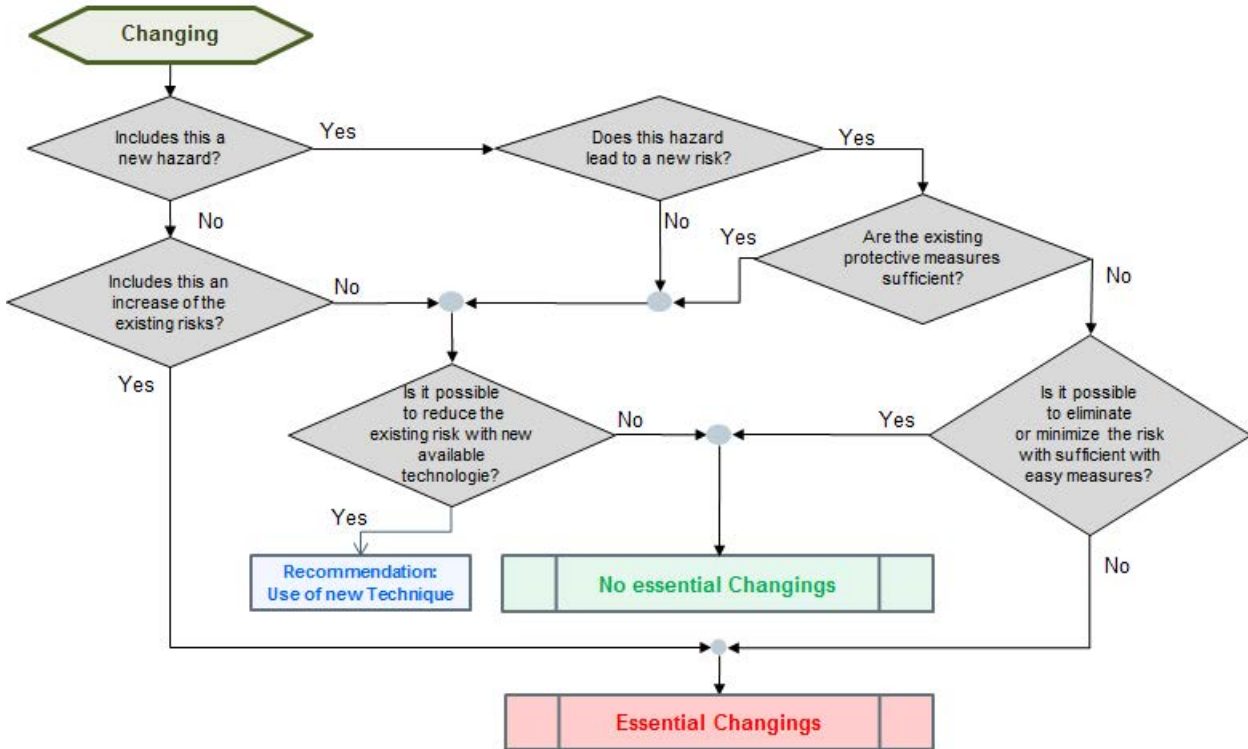 Changing
Includes this a
new hazard?
Yes
Does this hazard
lead to a new risk?
Yes
No
No
Yes
Are the existing
protective measures
sufficient?
No
Includes this an
increase of the
existing risks?
No
Yes
Is it possible
to reduce the
existing risk with new
available
technologie?
No
Yes
Is it possible
to eliminate
or minimize the risk
with sufficient with
easy measures?
Yes
No
Recommendation:
Use of new Technique
No essential Changings
Essential Changings